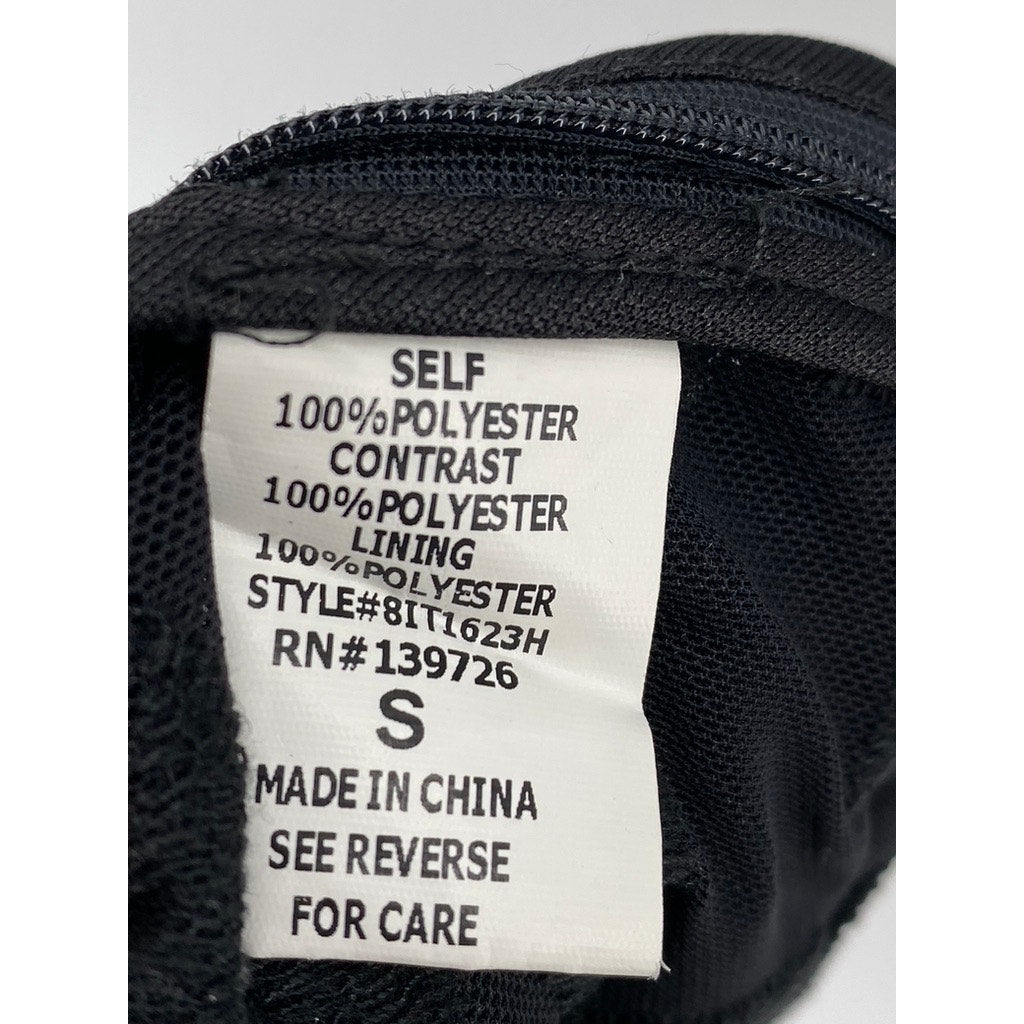 SELF
100%POLYESTER
CONTRAST
100%POLYESTER
LINING
100%POLYESTER
STYLE#8IT1623H
RN#139726
S
MADE IN CHINA
SEE REVERSE
FOR CARE